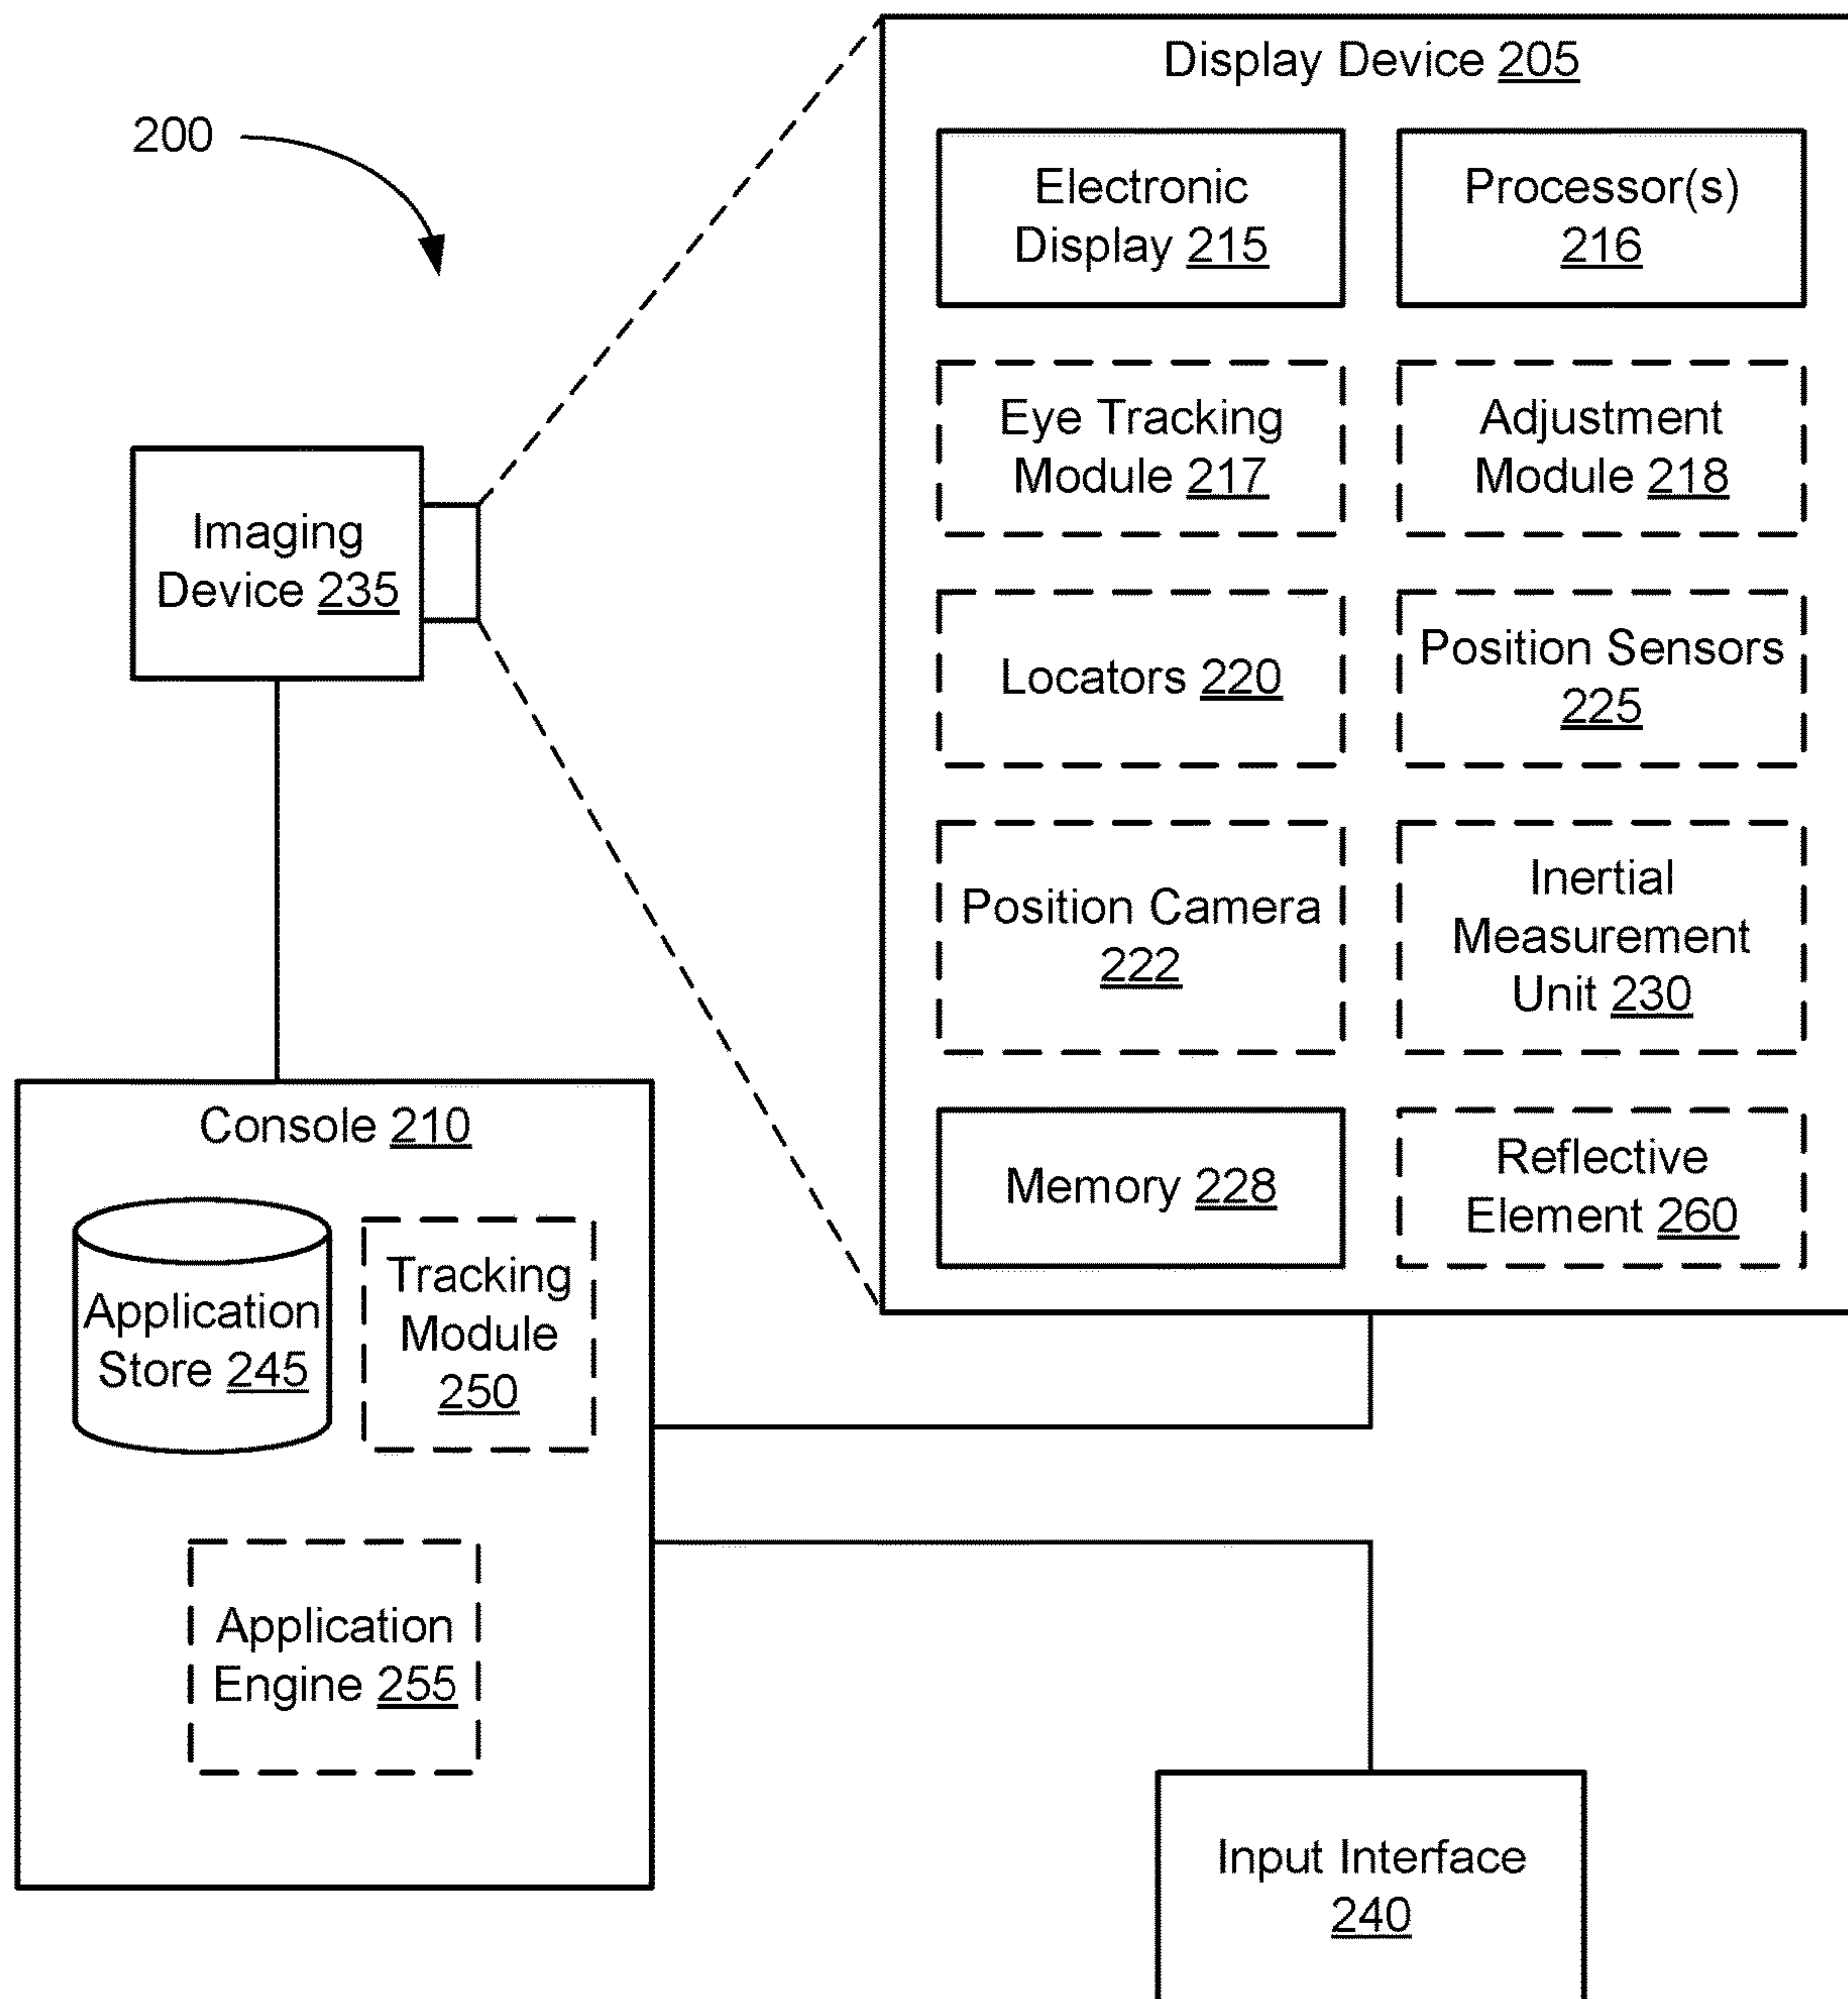 200
Display Device 205
Electronic
Display 215
Processor(s)
216
Eye Tracking
Module 217
Adjustment
Module 218
Locators 220
Position Sensors
225
Position Camera
222
Inertial
Measurement
Unit 230
Memory 228
Reflective
Element 260
Imaging
Device 235
Console 210
Application
Store 245
Tracking
Module
250
Application
Engine 255
Input Interface
240